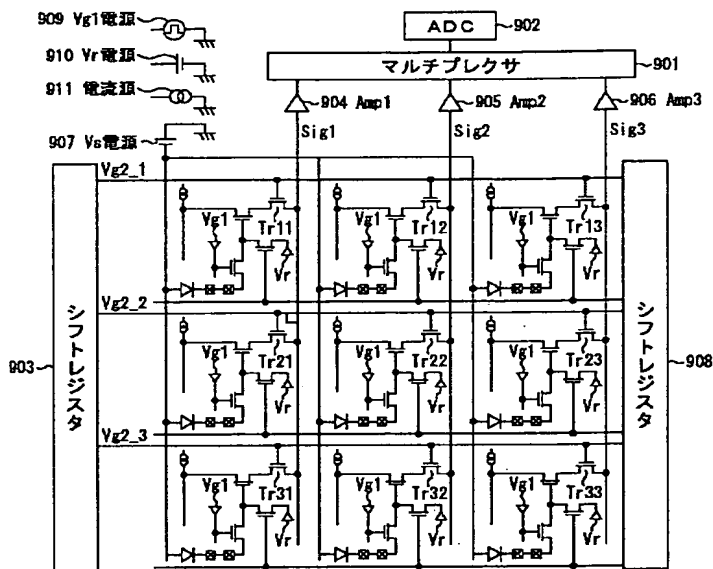 909 Vg1電源
910 Vr電源
911 電流源
907 Vs電源
ADC
902
マルチプレクサ
901
904 Amp1
905 Amp2
906 Amp3
Sig1
Sig2
Sig3
Vg2_1
Vg1
Tr11
Vr
Vg1
Tr12
Vr
Vg1
Tr13
Vr
Vg2_2
Vg1
Tr21
Vr
Vg1
Tr22
Vr
Vg1
Tr23
Vr
Vg2_3
Vg1
Tr31
Vr
Vg1
Tr32
Vr
Vg1
Tr33
Vr
903
シフトレジスタ
シフトレジスタ
908